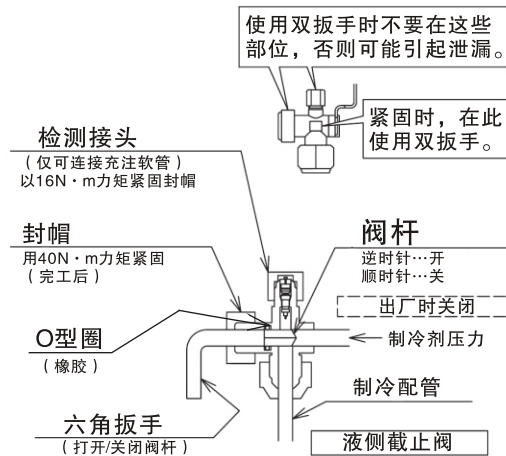 使用双扳手时不要在这些
部位，否则可能引起泄漏。
紧固时，在此
使用双扳手。
检测接头
（仅可连接充注软管）
以16N·m力矩紧固封帽
封帽
用40N·m力矩紧固
（完工后）
阀杆
逆时针…开
顺时针…关
出厂时关闭
O型圈
（橡胶）
制冷剂压力
制冷配管
六角扳手
（打开/关闭阀杆）
液侧截止阀